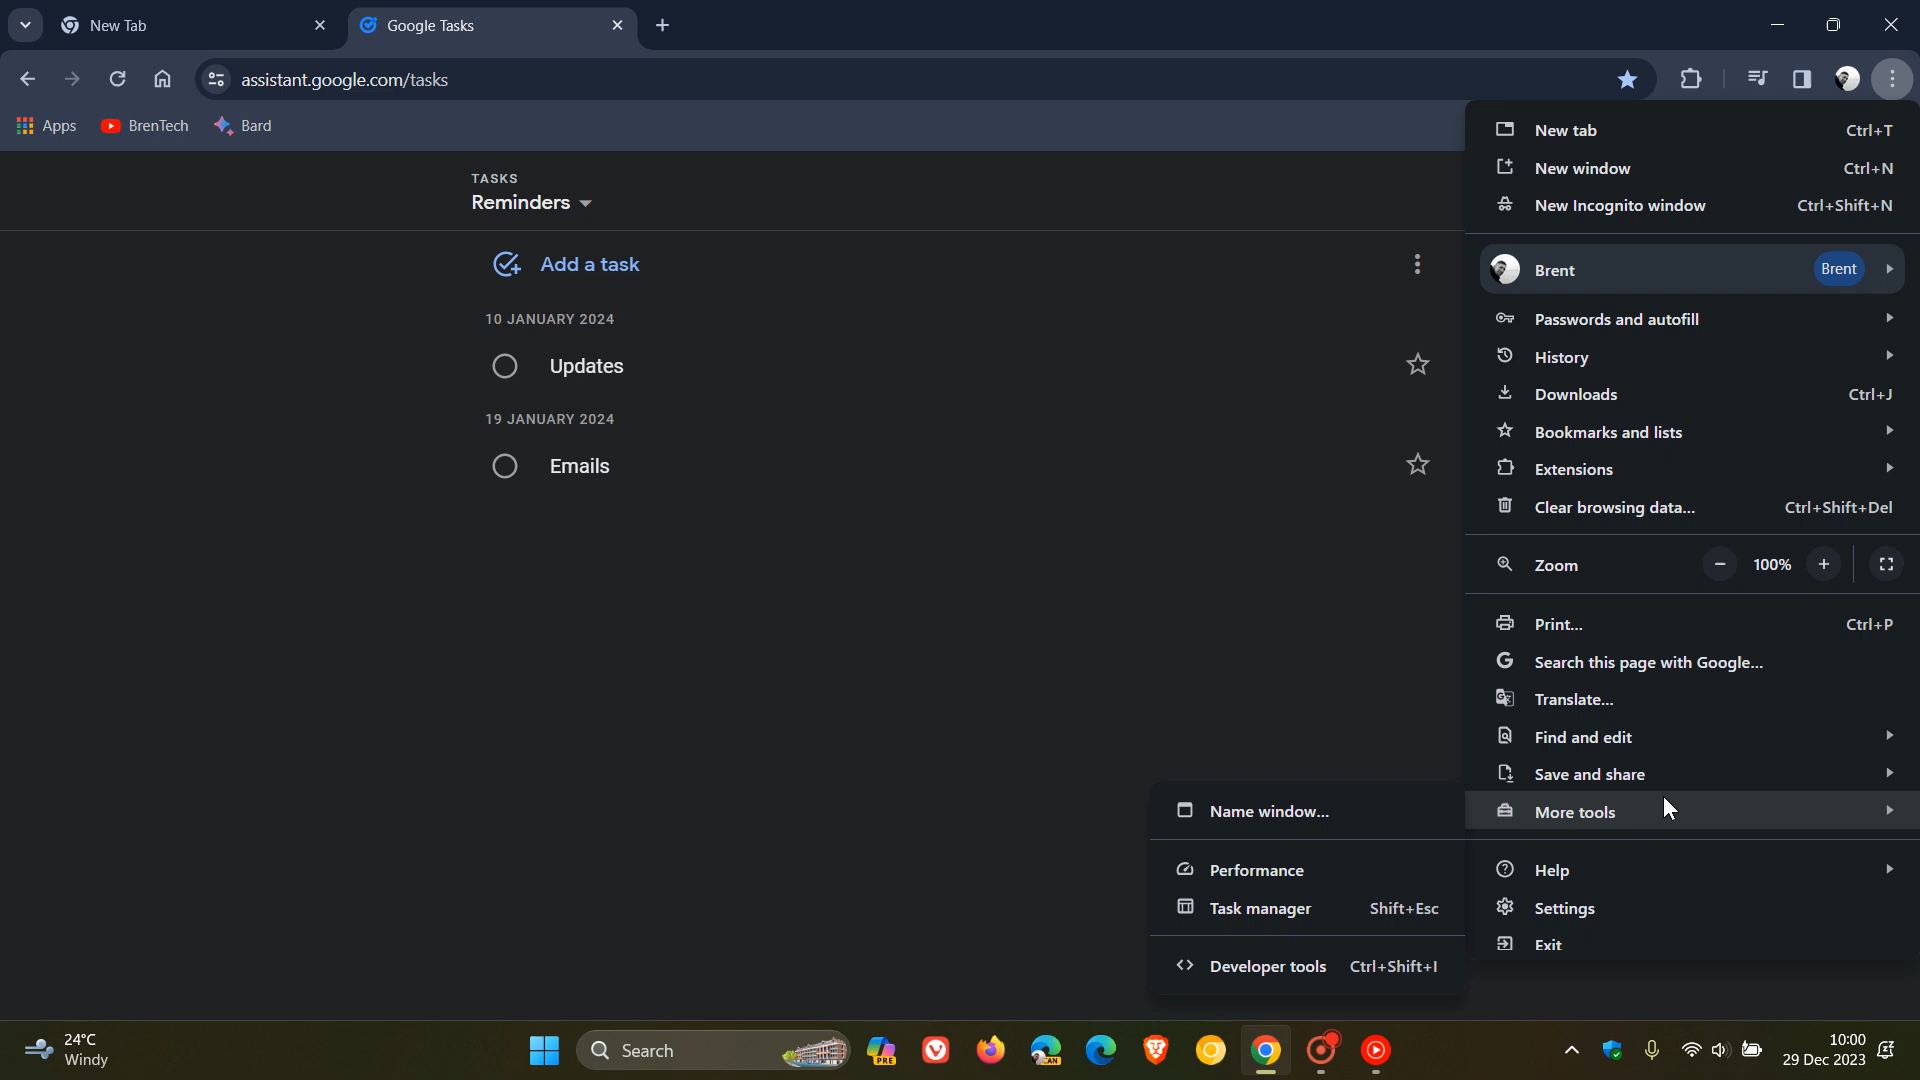 New Tab
Google Tasks
assistant.google.com/tasks
Apps
BrenTech
Bard
TASKS
Reminders
Add a task
10 JANUARY 2024
Updates
19 JANUARY 2024
Emails
New tab Ctrl+T
New window Ctrl+N
New Incognito window Ctrl+Shift+N
Brent Brent
Passwords and autofill
History
Downloads Ctrl+J
Bookmarks and lists
Extensions
Clear browsing data... Ctrl+Shift+Del
Zoom 100%
Print... Ctrl+P
Search this page with Google...
Translate...
Find and edit
Save and share
More tools
Help
Settings
Exit
Name window...
Performance
Task manager Shift+Esc
Developer tools Ctrl+Shift+I
24°C
Windy
Search
PRE
CAN
10:00
29 Dec 2023